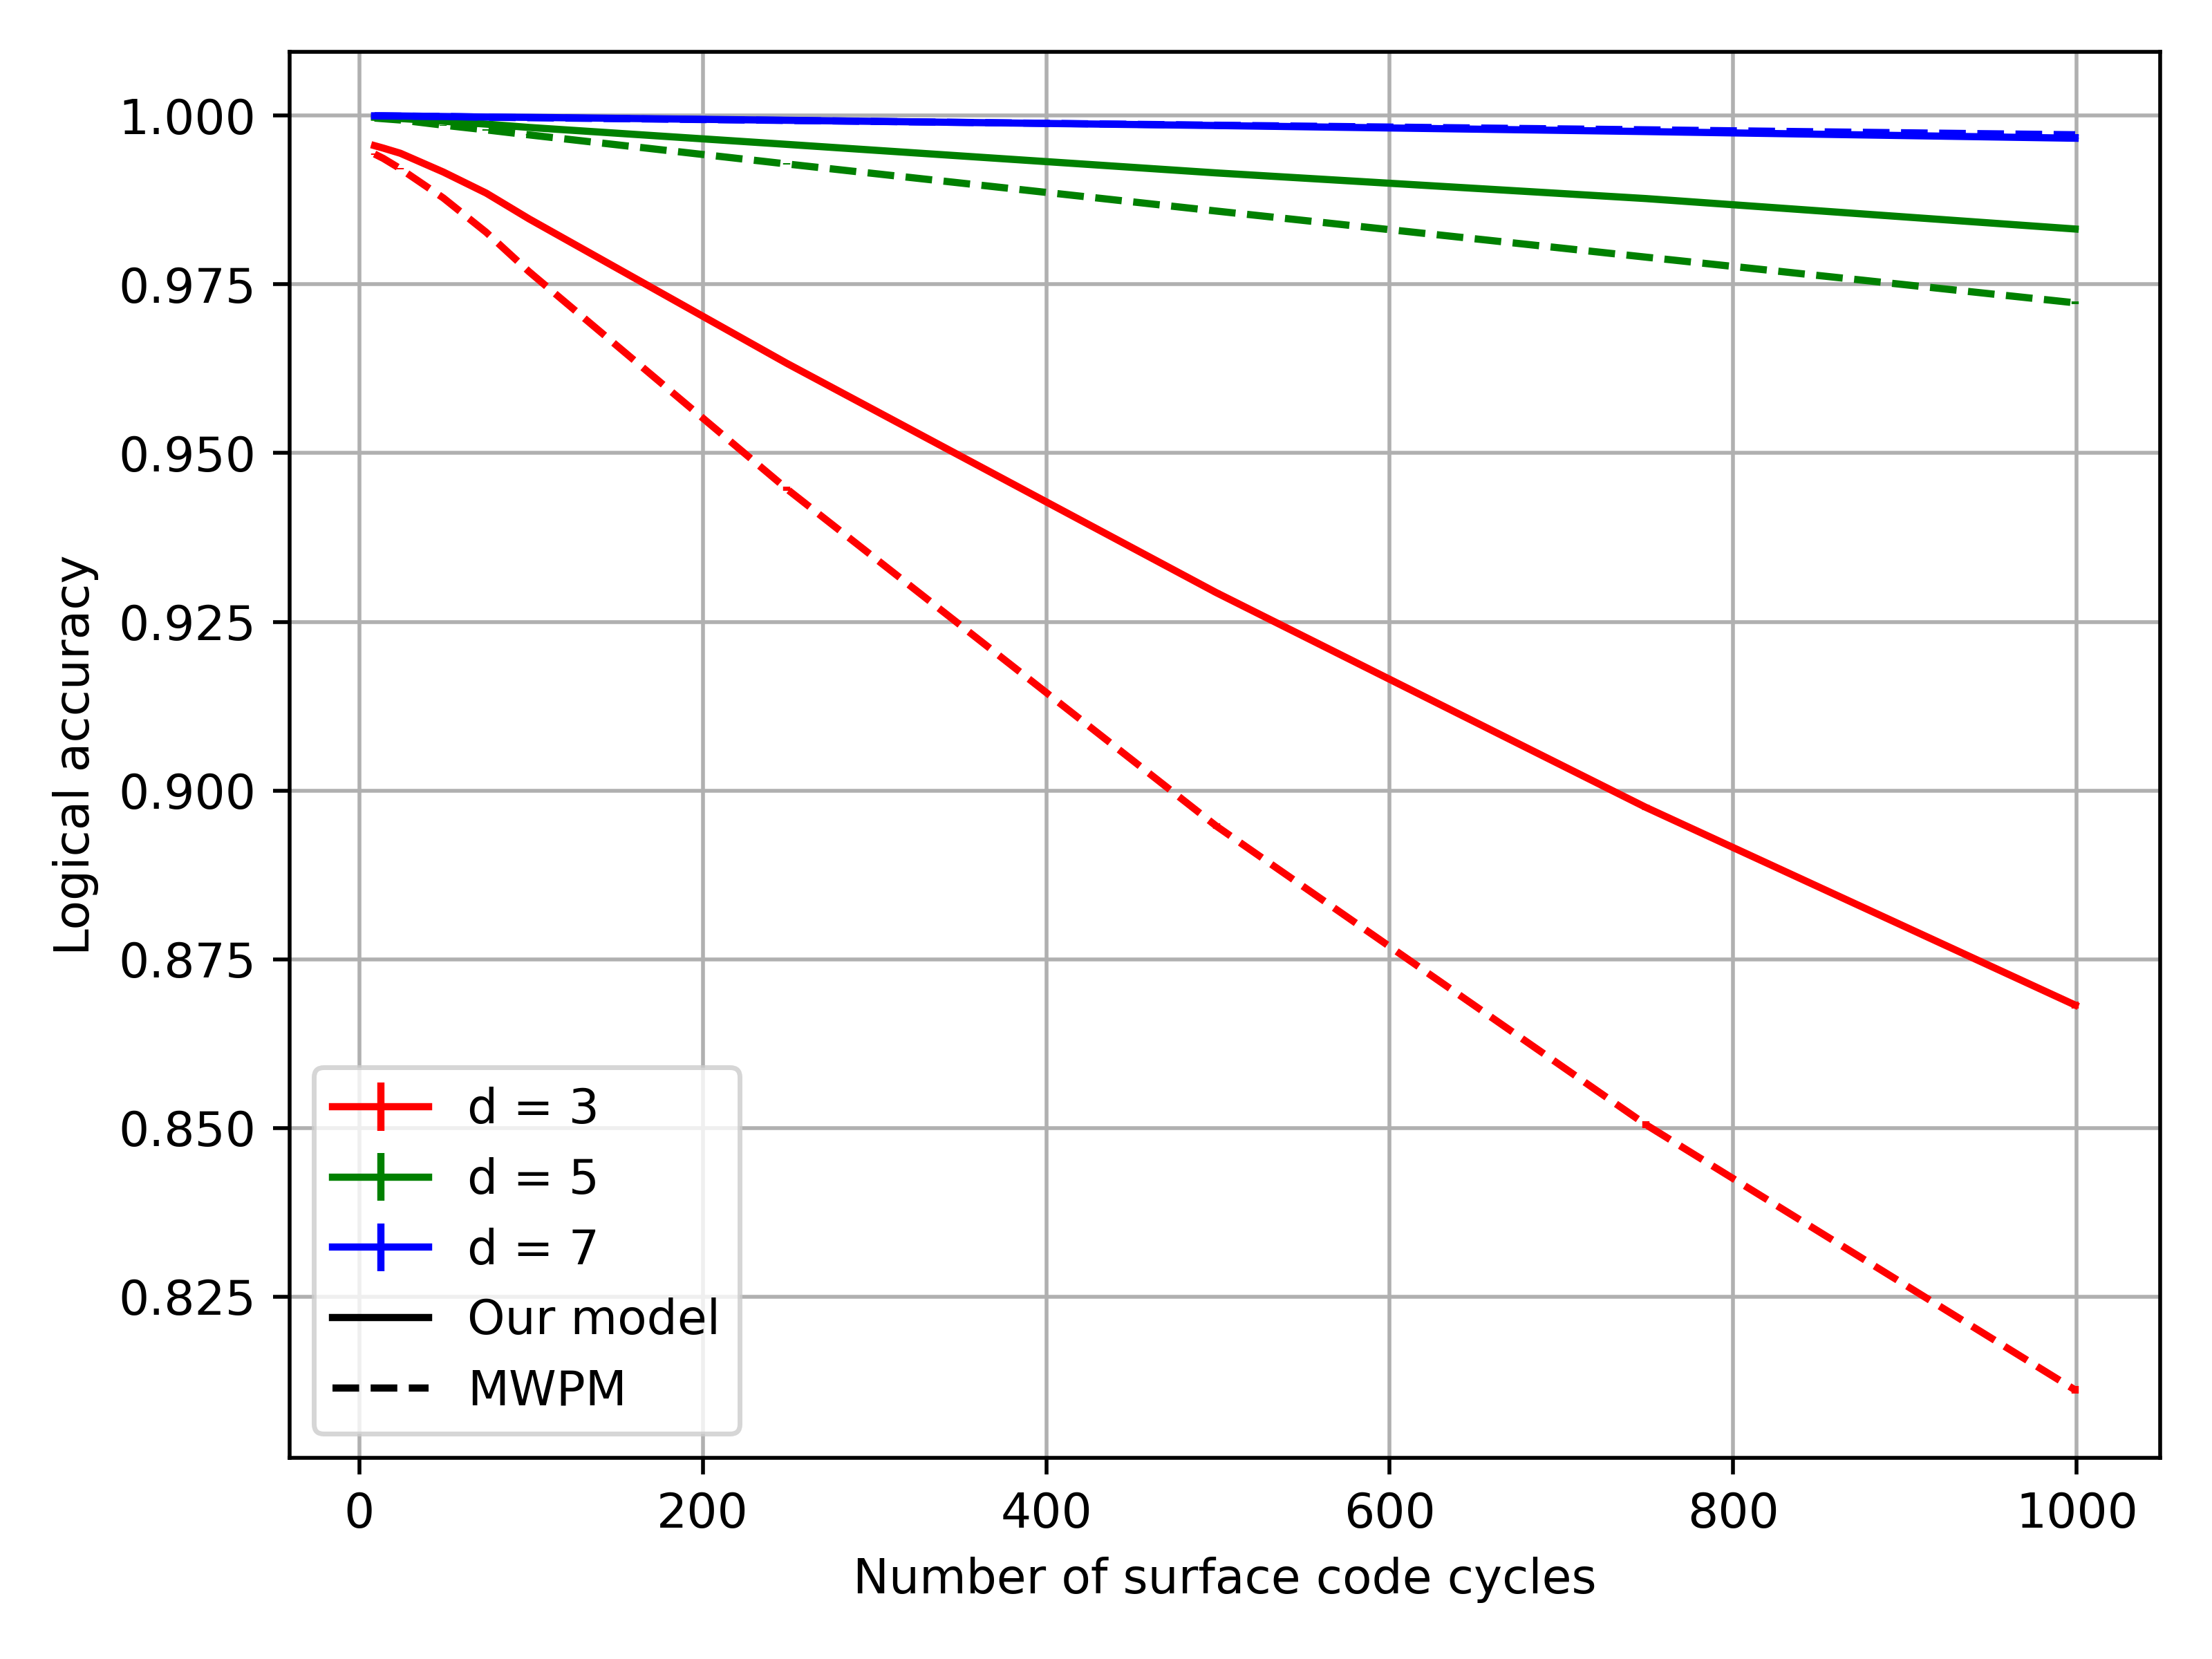 1.000
0.975
0.950
0.925
0.900
0.875
0.850
0.825
Logical accuracy
d = 3
d = 5
d = 7
Our model
MWPM
0 200 400 600 800 1000
Number of surface code cycles